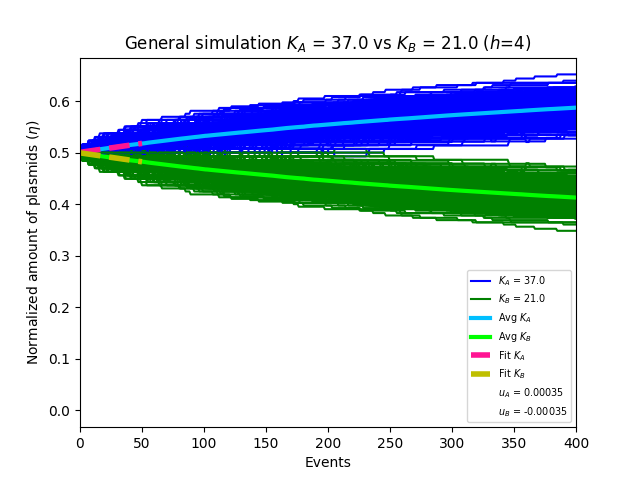 General simulation K_A = 37.0 vs K_B = 21.0 (h=4)
Normalized amount of plasmids (η)
0.6
0.5
0.4
0.3
0.2
0.1
0.0
K_A = 37.0
K_B = 21.0
Avg K_A
Avg K_B
Fit K_A
Fit K_B
u_A = 0.00035
u_B = -0.00035
0 50 100 150 200 250 300 350 400
Events